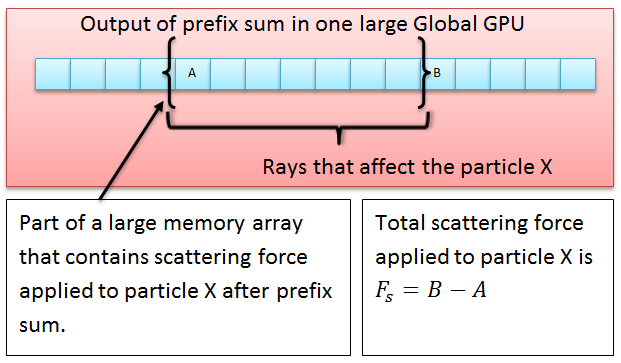 Output of prefix sum in one large Global GPU
A
B
Rays that affect the particle X
Part of a large memory array
that contains scattering force
applied to particle X after prefix
sum.
Total scattering force
applied to particle X is
𝐹ₛ = 𝐵 − 𝐴